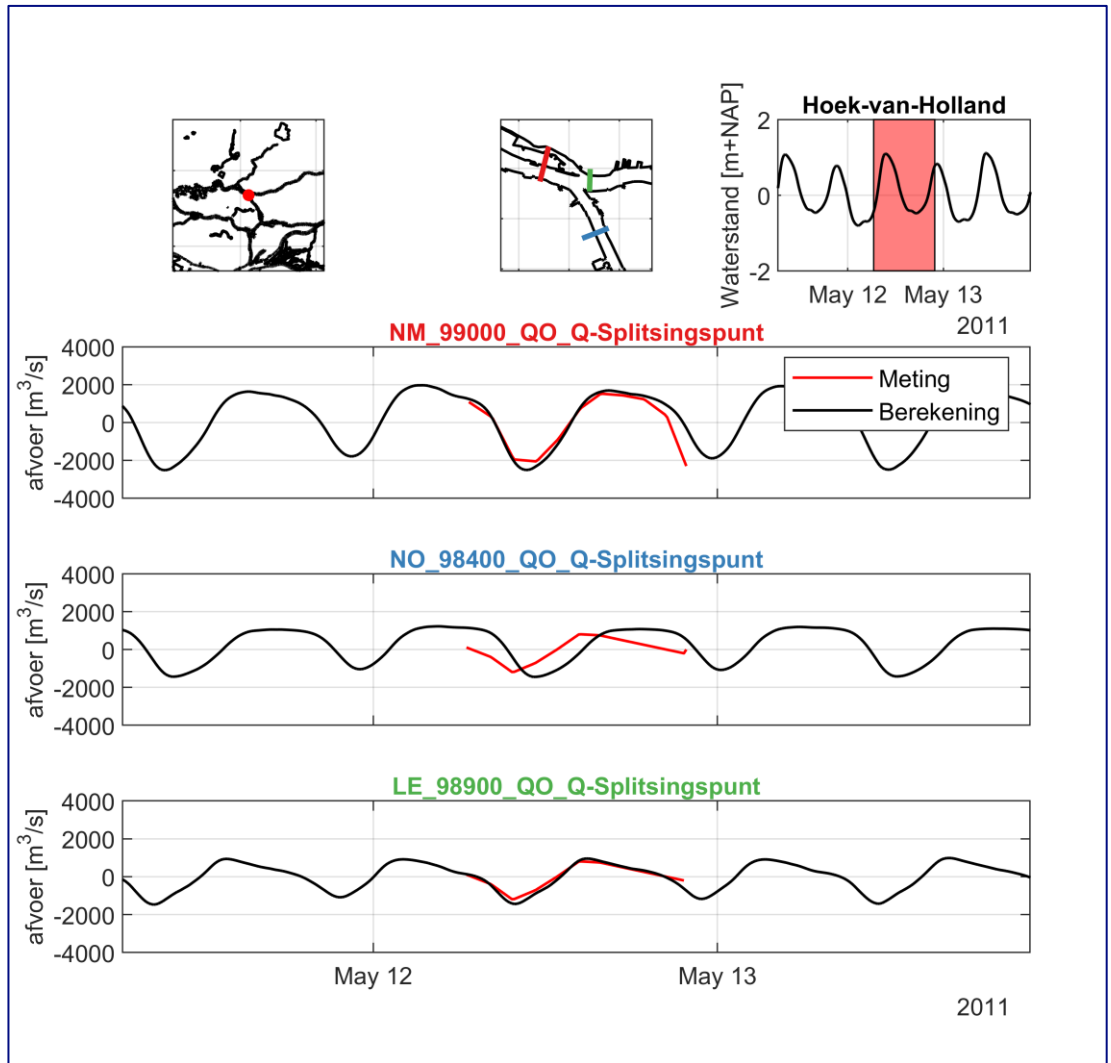 Hoek-van-Holland
Waterstand [m+NAP]
2
0
-2
May 12
May 13
2011
NM_99000_QO_Q-Splitsingspunt
afvoer [m³/s]
4000
2000
0
-2000
-4000
Meting
Berekening
NO_98400_QO_Q-Splitsingspunt
afvoer [m³/s]
4000
2000
0
-2000
-4000
LE_98900_QO_Q-Splitsingspunt
afvoer [m³/s]
4000
2000
0
-2000
-4000
May 12
May 13
2011